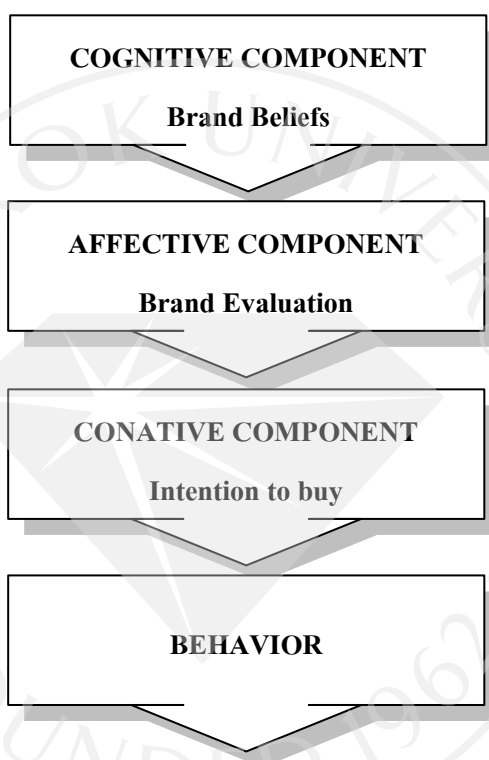 COGNITIVE COMPONENT
Brand Beliefs
AFFECTIVE COMPONENT
Brand Evaluation
CONATIVE COMPONENT
Intention to buy
BEHAVIOR